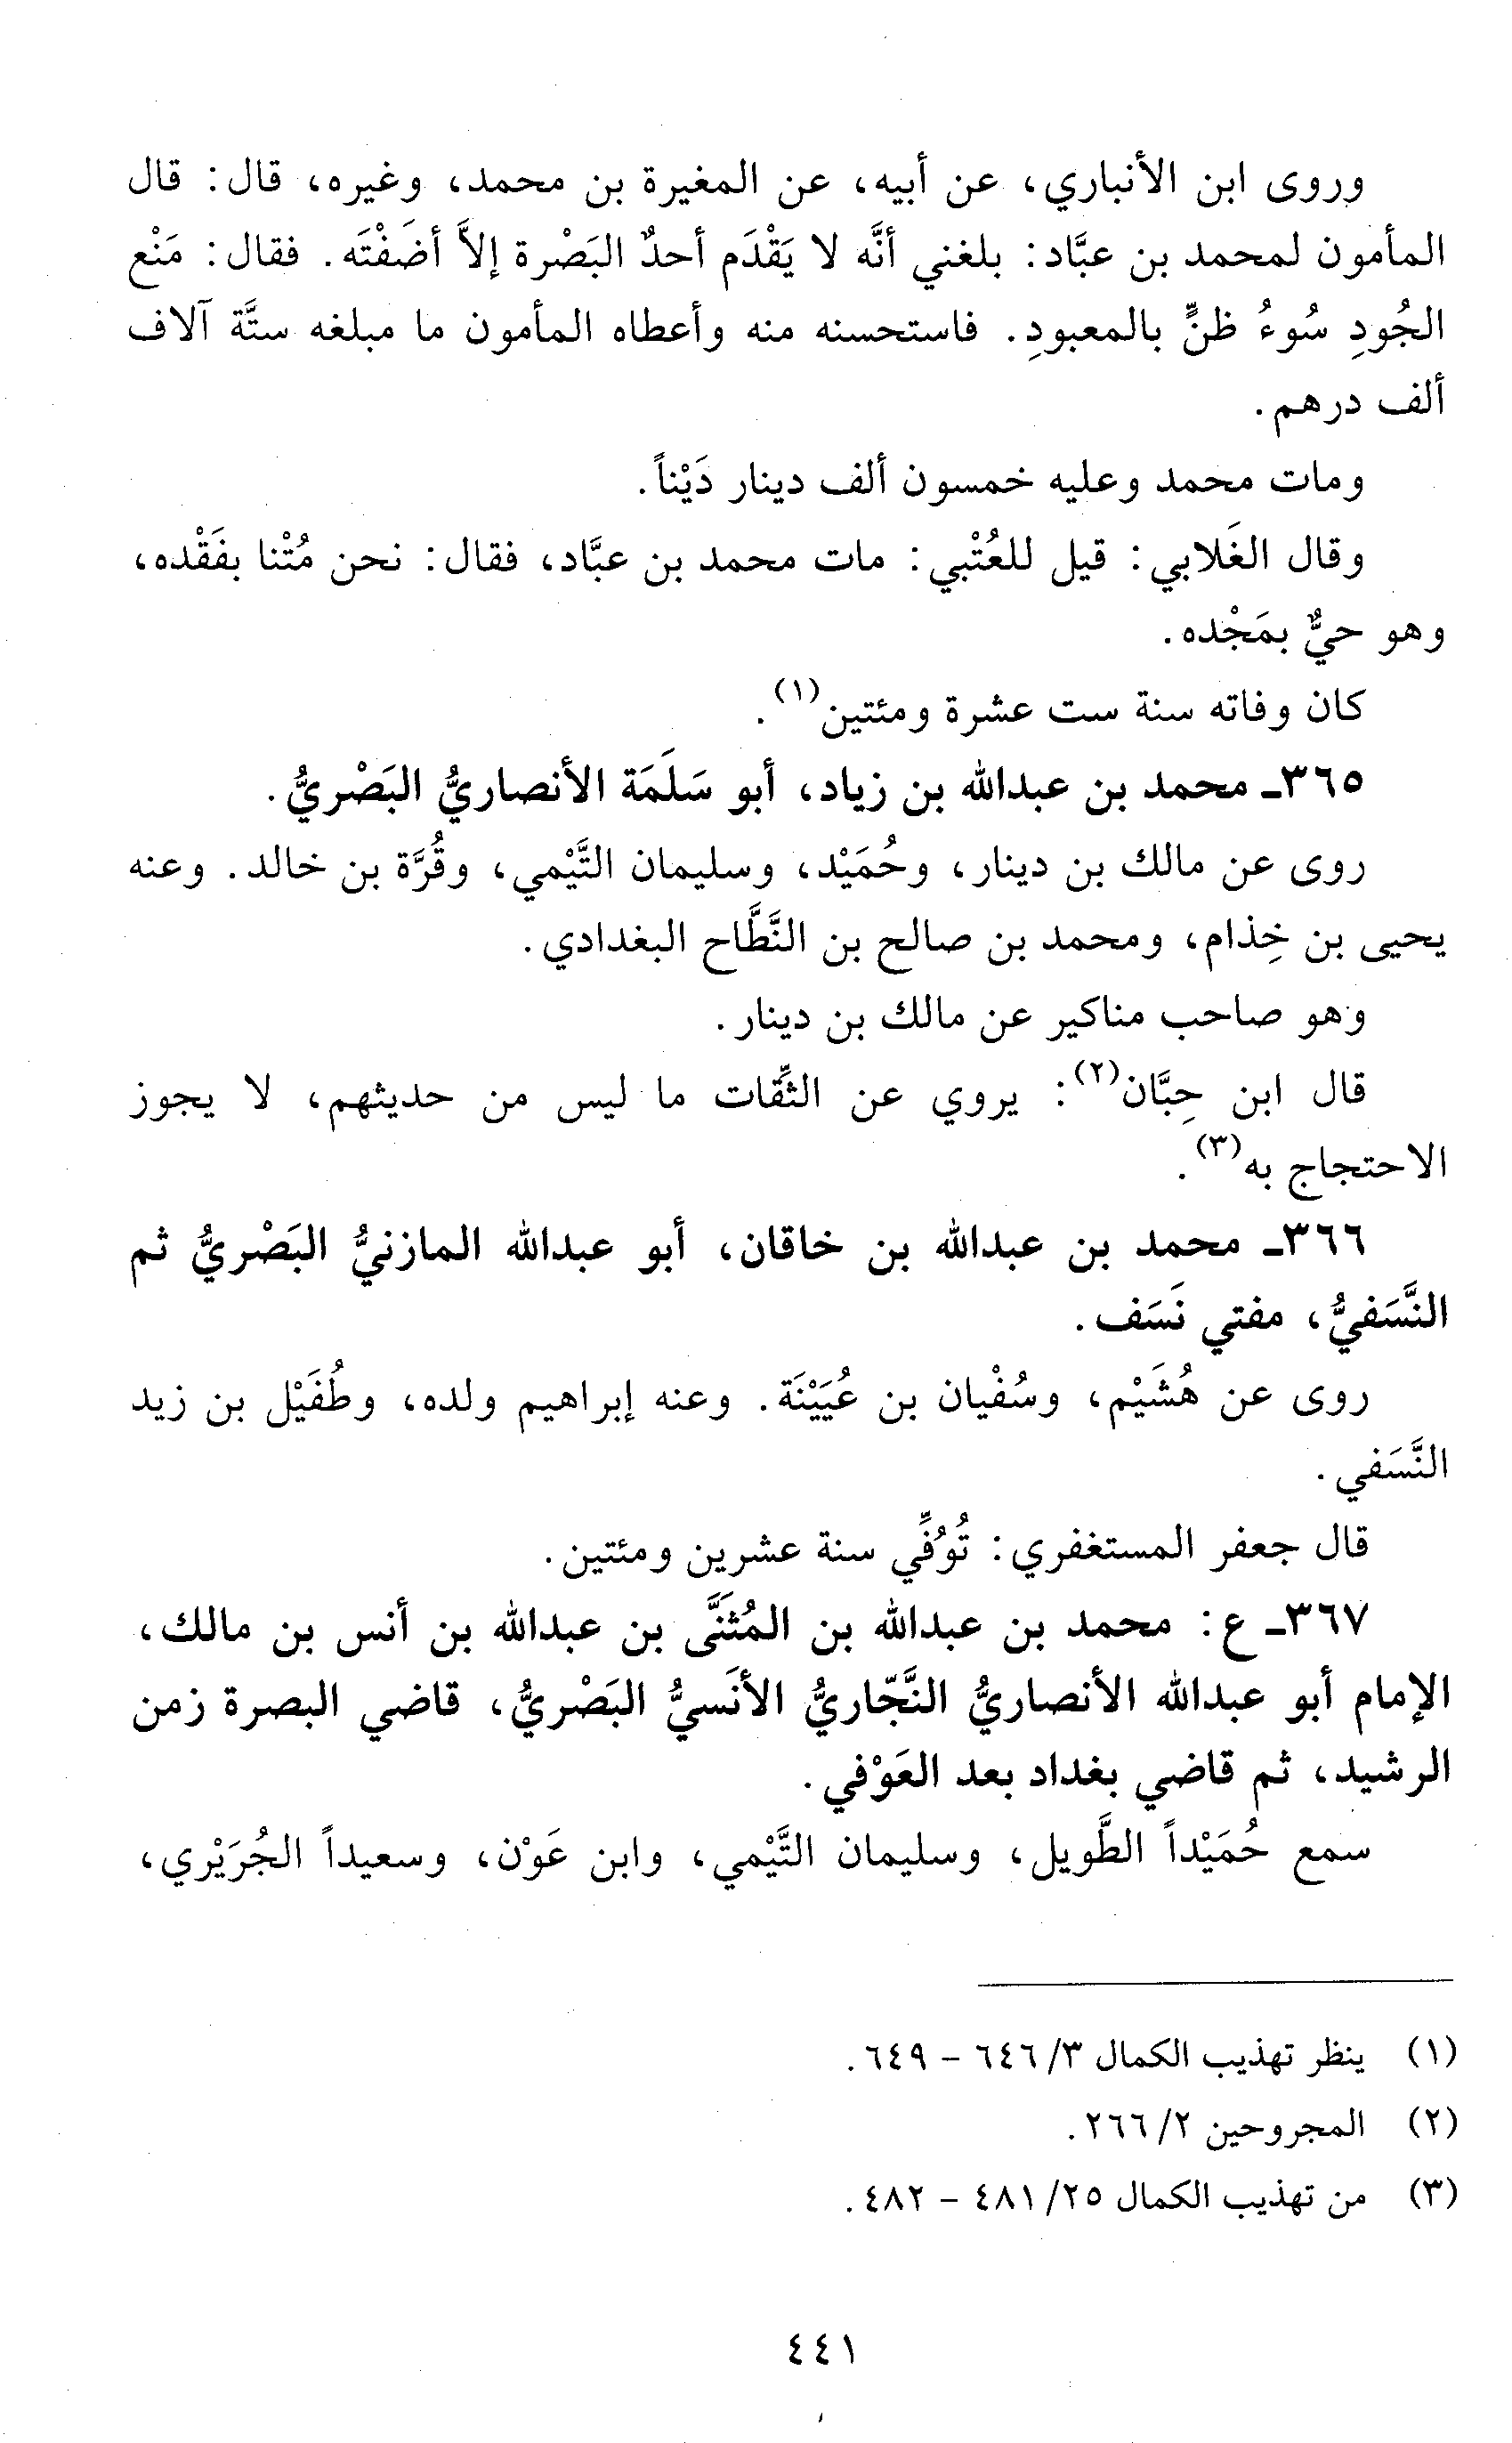 وروى ابن الأنباري، عن أبيه، عن المغيرة بن محمد، وغيره، قال: قال
المأمون لمحمد بن عبَّاد: بلغني أنَّه لا يَقْدَم أحدٌ البَصْرة إلاَّ أضَفْتَه. فقال: مَنْع
الجُودِ سُوءُ ظنٍّ بالمعبودِ. فاستحسنه منه وأعطاه المأمون ما مبلغه ستَّة آلاف
ألف درهم.
ومات محمد وعليه خمسون ألف دينار دَيْناً.
وقال الغَلابي: قيل للعُتْبي: مات محمد بن عبَّاد، فقال: نحن مُتْنا بفَقْده،
وهو حيٌّ بمَجْده.
كان وفاته سنة ست عشرة ومئتين(١).
٣٦٥ـ محمد بن عبدالله بن زياد، أبو سَلَمَة الأنصاريُّ البَصْريُّ.
روى عن مالك بن دينار، وحُمَيْد، وسليمان التَّيْمي، وقُرَّة بن خالد. وعنه
يحيى بن خِذام، ومحمد بن صالح بن النَّطَّاح البغدادي.
وهو صاحب مناكير عن مالك بن دينار.
قال ابن حِبَّان(٢): يروي عن الثِّقات ما ليس من حديثهم، لا يجوز
الاحتجاج به(٣).
٣٦٦ـ محمد بن عبدالله بن خاقان، أبو عبدالله المازنيُّ البَصْريُّ ثم
النَّسَفيُّ، مفتي نَسَف.
روى عن هُشَيْم، وسُفْيان بن عُيَيْنَة. وعنه إبراهيم ولده، وطُفَيْل بن زيد
النَّسَفي.
قال جعفر المستغفري: تُوُفِّي سنة عشرين ومئتين.
٣٦٧ـ ع: محمد بن عبدالله بن المُثنَّى بن عبدالله بن أنس بن مالك،
الإمام أبو عبدالله الأنصاريُّ النَّجّاريُّ الأنَسيُّ البَصْريُّ، قاضي البصرة زمن
الرشيد، ثم قاضي بغداد بعد العَوْفي.
سمع حُمَيْداً الطَّويل، وسليمان التَّيْمي، وابن عَوْن، وسعيداً الجُرَيْري،
(١) ينظر تهذيب الكمال ٣/ ٦٤٦ - ٦٤٩.
(٢) المجروحين ٢/ ٢٦٦.
(٣) من تهذيب الكمال ٢٥/ ٤٨١ - ٤٨٢.
٤٤١